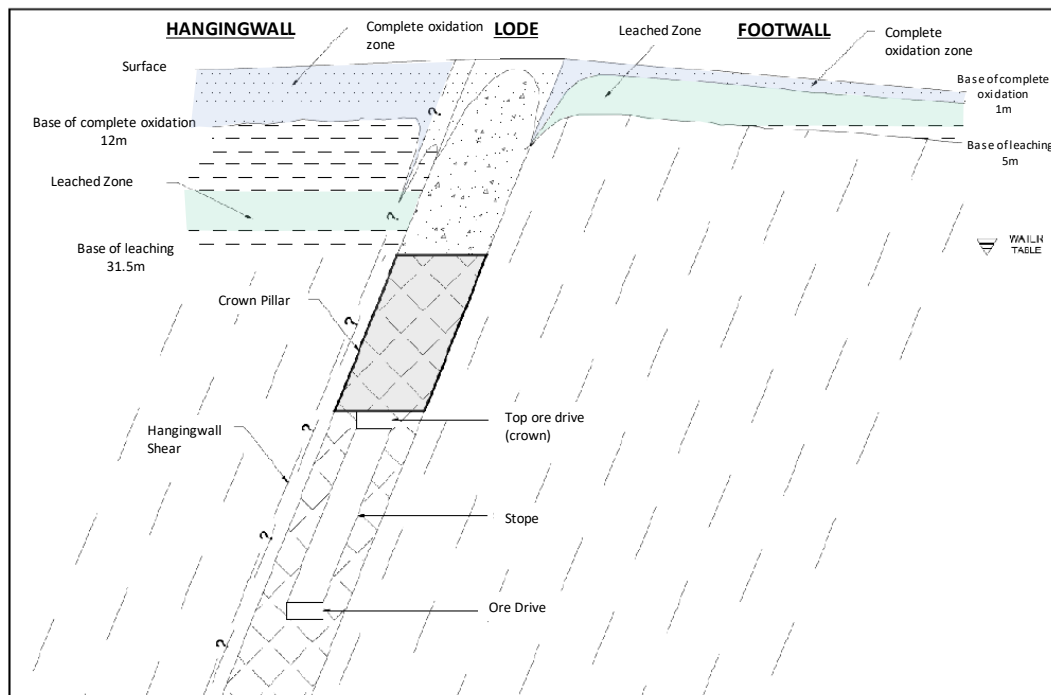 HANGINGWALL
Complete oxidation
zone
LODE
Leached Zone
FOOTWALL
Complete
oxidation zone
Surface
Base of complete
oxidation
1m
Base of complete oxidation
12m
Base of leaching
5m
Leached Zone
?
?
?
Base of leaching
31.5m
TABLE
Crown Pillar
?
Top ore drive
(crown)
Hangingwall
Shear
?
Stope
?
Ore Drive
?